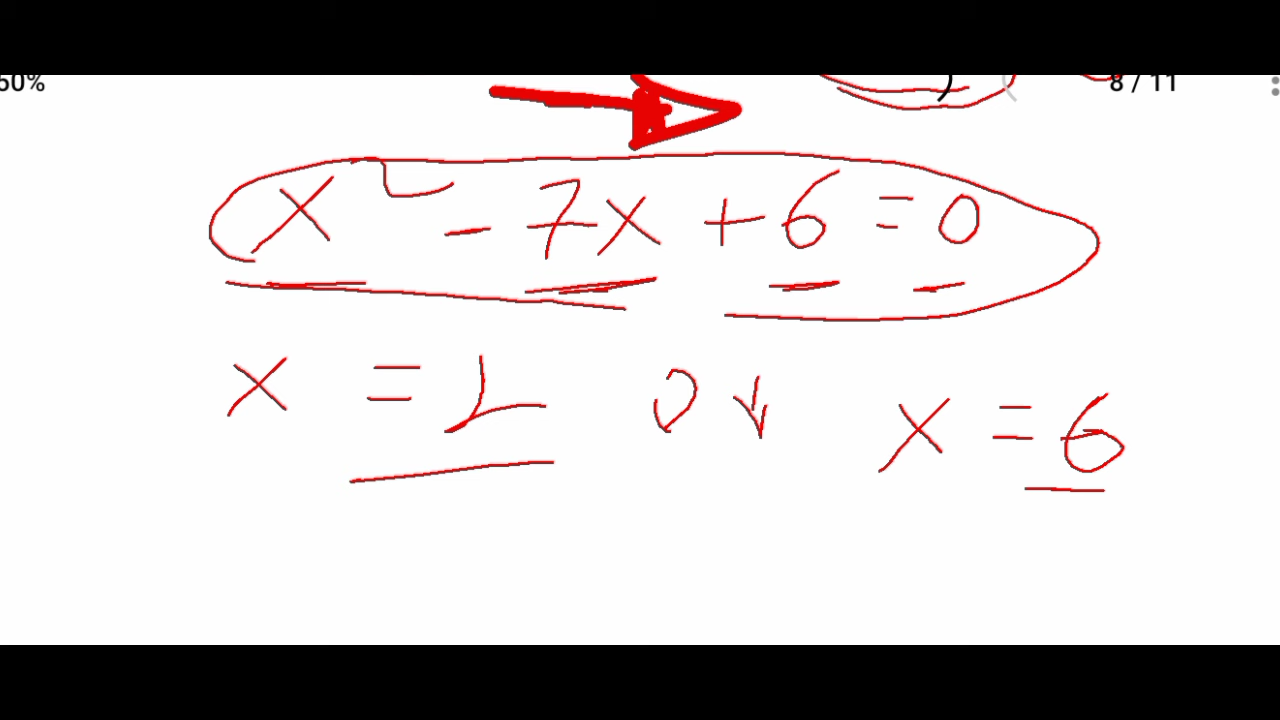 50%
8 / 11
x² - 7x + 6 = 0
x = 1 or x = 6